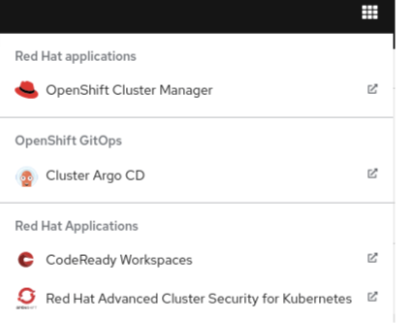 Red Hat applications
OpenShift Cluster Manager
OpenShift GitOps
Cluster Argo CD
Red Hat Applications
CodeReady Workspaces
Red Hat Advanced Cluster Security for Kubernetes